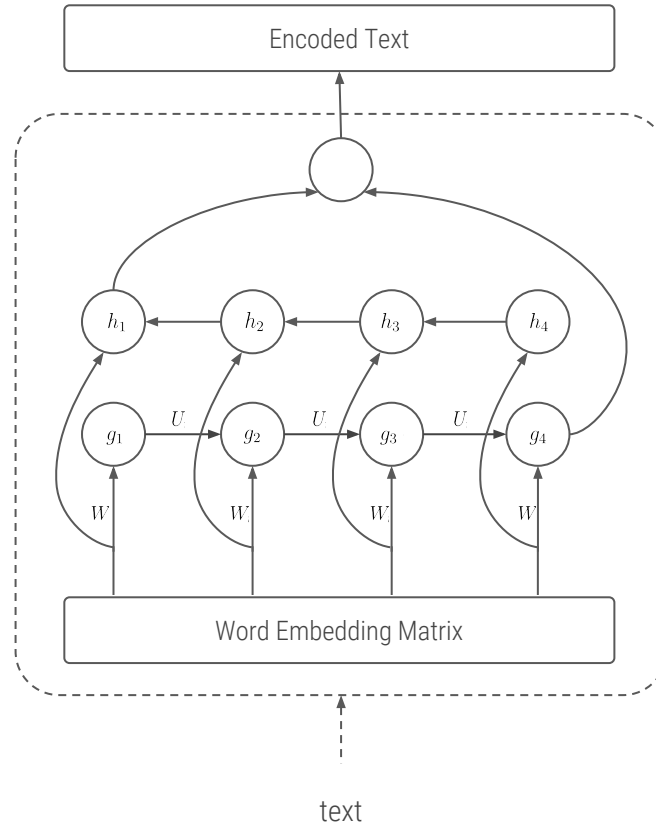 Encoded Text
h₁ h₂ h₃ h₄
U U U
g₁ g₂ g₃ g₄
W W W W
Word Embedding Matrix
text